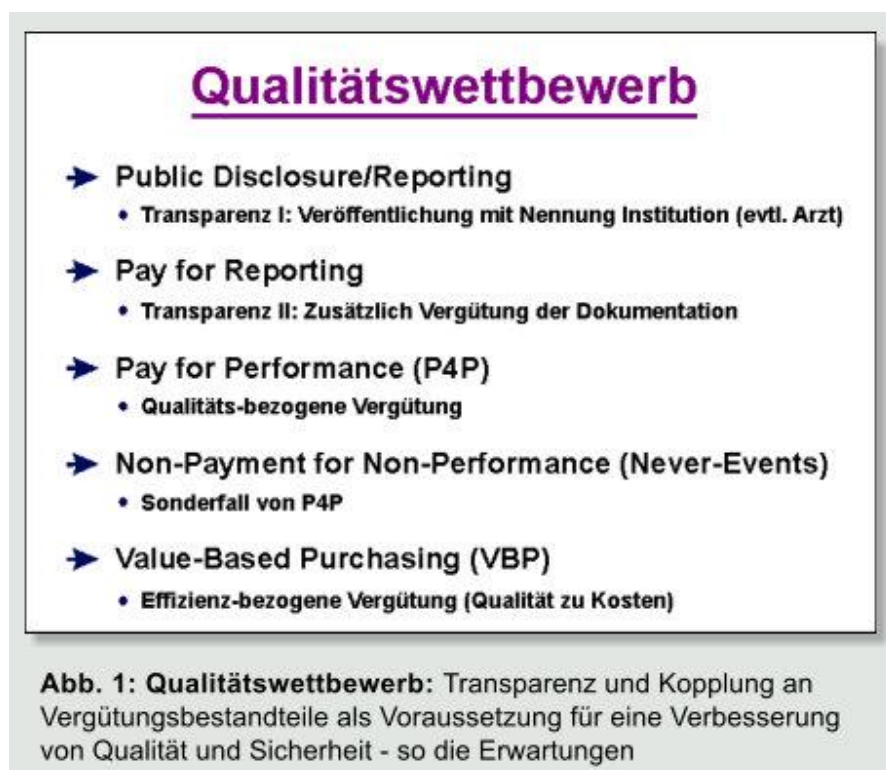 Qualitätswettbewerb
Public Disclosure/Reporting
• Transparenz I: Veröffentlichung mit Nennung Institution (evtl. Arzt)
Pay for Reporting
• Transparenz II: Zusätzlich Vergütung der Dokumentation
Pay for Performance (P4P)
• Qualitäts-bezogene Vergütung
Non-Payment for Non-Performance (Never-Events)
• Sonderfall von P4P
Value-Based Purchasing (VBP)
• Effizienz-bezogene Vergütung (Qualität zu Kosten)
Abb. 1: Qualitätswettbewerb: Transparenz und Kopplung an
Vergütungsbestandteile als Voraussetzung für eine Verbesserung
von Qualität und Sicherheit - so die Erwartungen